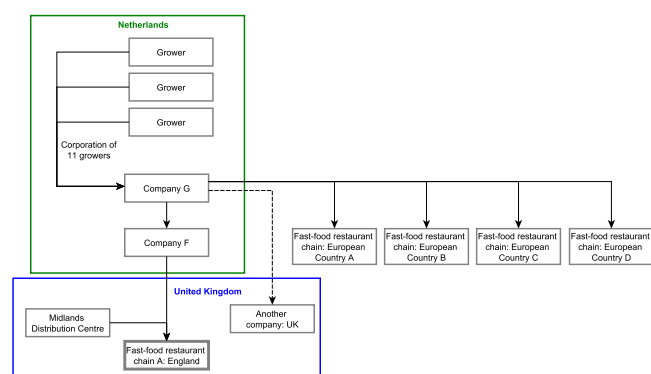 Netherlands
Grower
Grower
Grower
Corporation of
11 growers
Company G
Company F
Fast-food restaurant
chain: European
Country A
Fast-food restaurant
chain: European
Country B
Fast-food restaurant
chain: European
Country C
Fast-food restaurant
chain: European
Country D
United Kingdom
Midlands
Distribution Centre
Another
company: UK
Fast-food restaurant
chain A: England